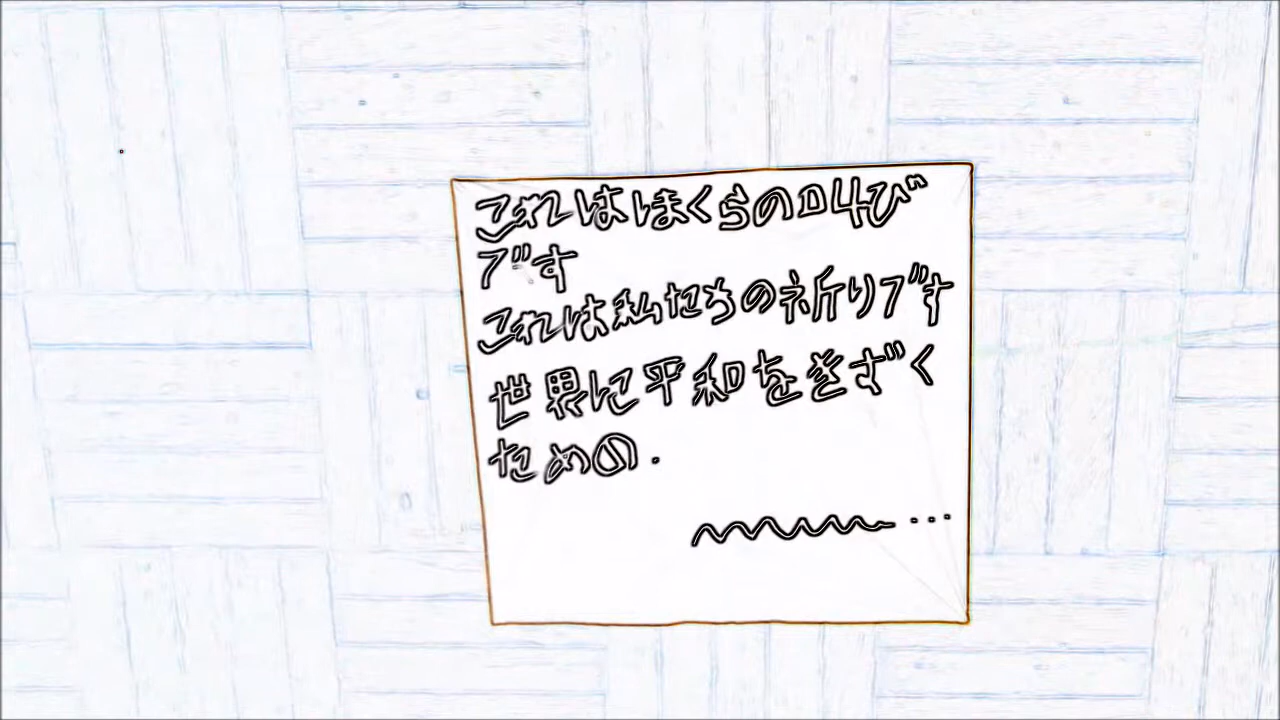 これはぼくらの叫び
です
これは私たちの祈りです
世界に平和をきずく
ための.